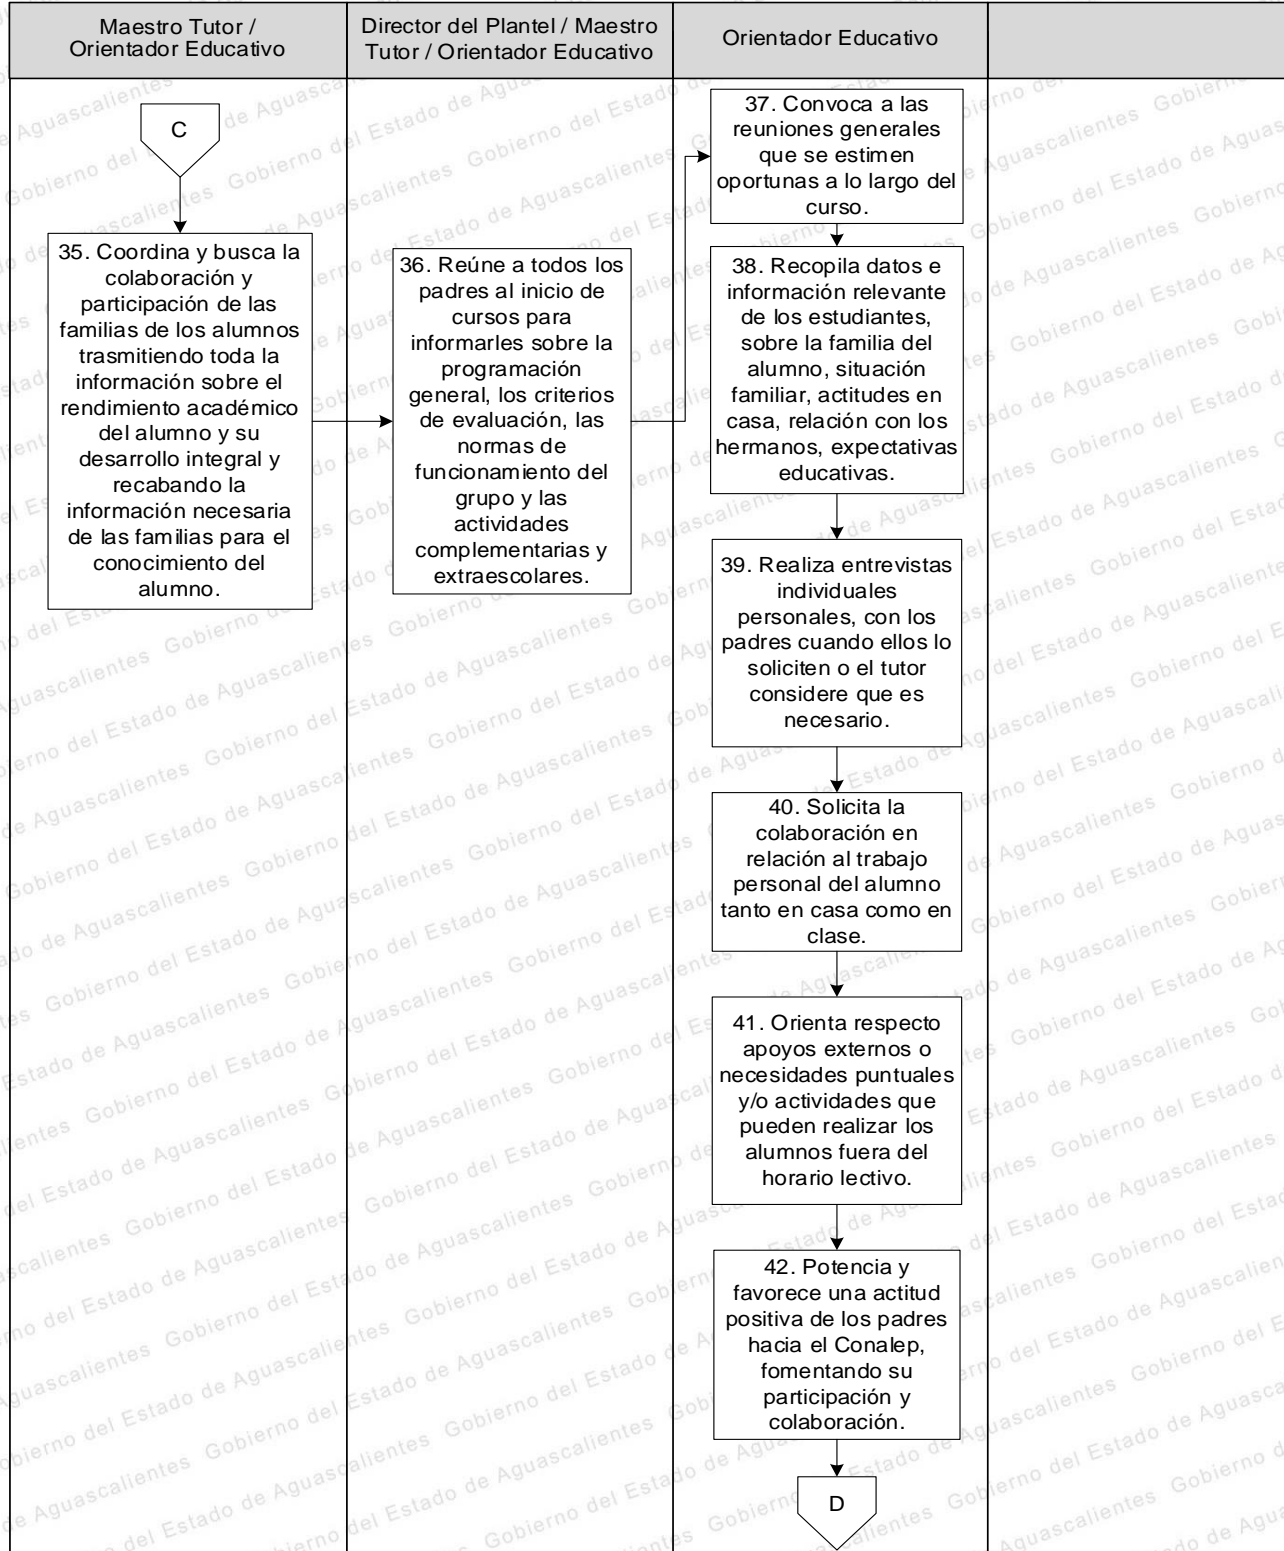 Maestro Tutor /
Orientador Educativo
Director del Plantel / Maestro
Tutor / Orientador Educativo
Orientador Educativo
C
35. Coordina y busca la
colaboración y
participación de las
familias de los alumnos
trasmitiendo toda la
información sobre el
rendimiento académico
del alumno y su
desarrollo integral y
recabando la
información necesaria
de las familias para el
conocimiento del
alumno.
36. Reúne a todos los
padres al inicio de
cursos para
informarles sobre la
programación
general, los criterios
de evaluación, las
normas de
funcionamiento del
grupo y las
actividades
complementarias y
extraescolares.
37. Convoca a las
reuniones generales
que se estimen
oportunas a lo largo del
curso.
38. Recopila datos e
información relevante
de los estudiantes,
sobre la familia del
alumno, situación
familiar, actitudes en
casa, relación con los
hermanos, expectativas
educativas.
39. Realiza entrevistas
individuales
personales, con los
padres cuando ellos lo
soliciten o el tutor
considere que es
necesario.
40. Solicita la
colaboración en
relación al trabajo
personal del alumno
tanto en casa como en
clase.
41. Orienta respecto
apoyos externos o
necesidades puntuales
y/o actividades que
pueden realizar los
alumnos fuera del
horario lectivo.
42. Potencia y
favorece una actitud
positiva de los padres
hacia el Conalep,
fomentando su
participación y
colaboración.
D
Gobierno del Estado de Aguascalientes